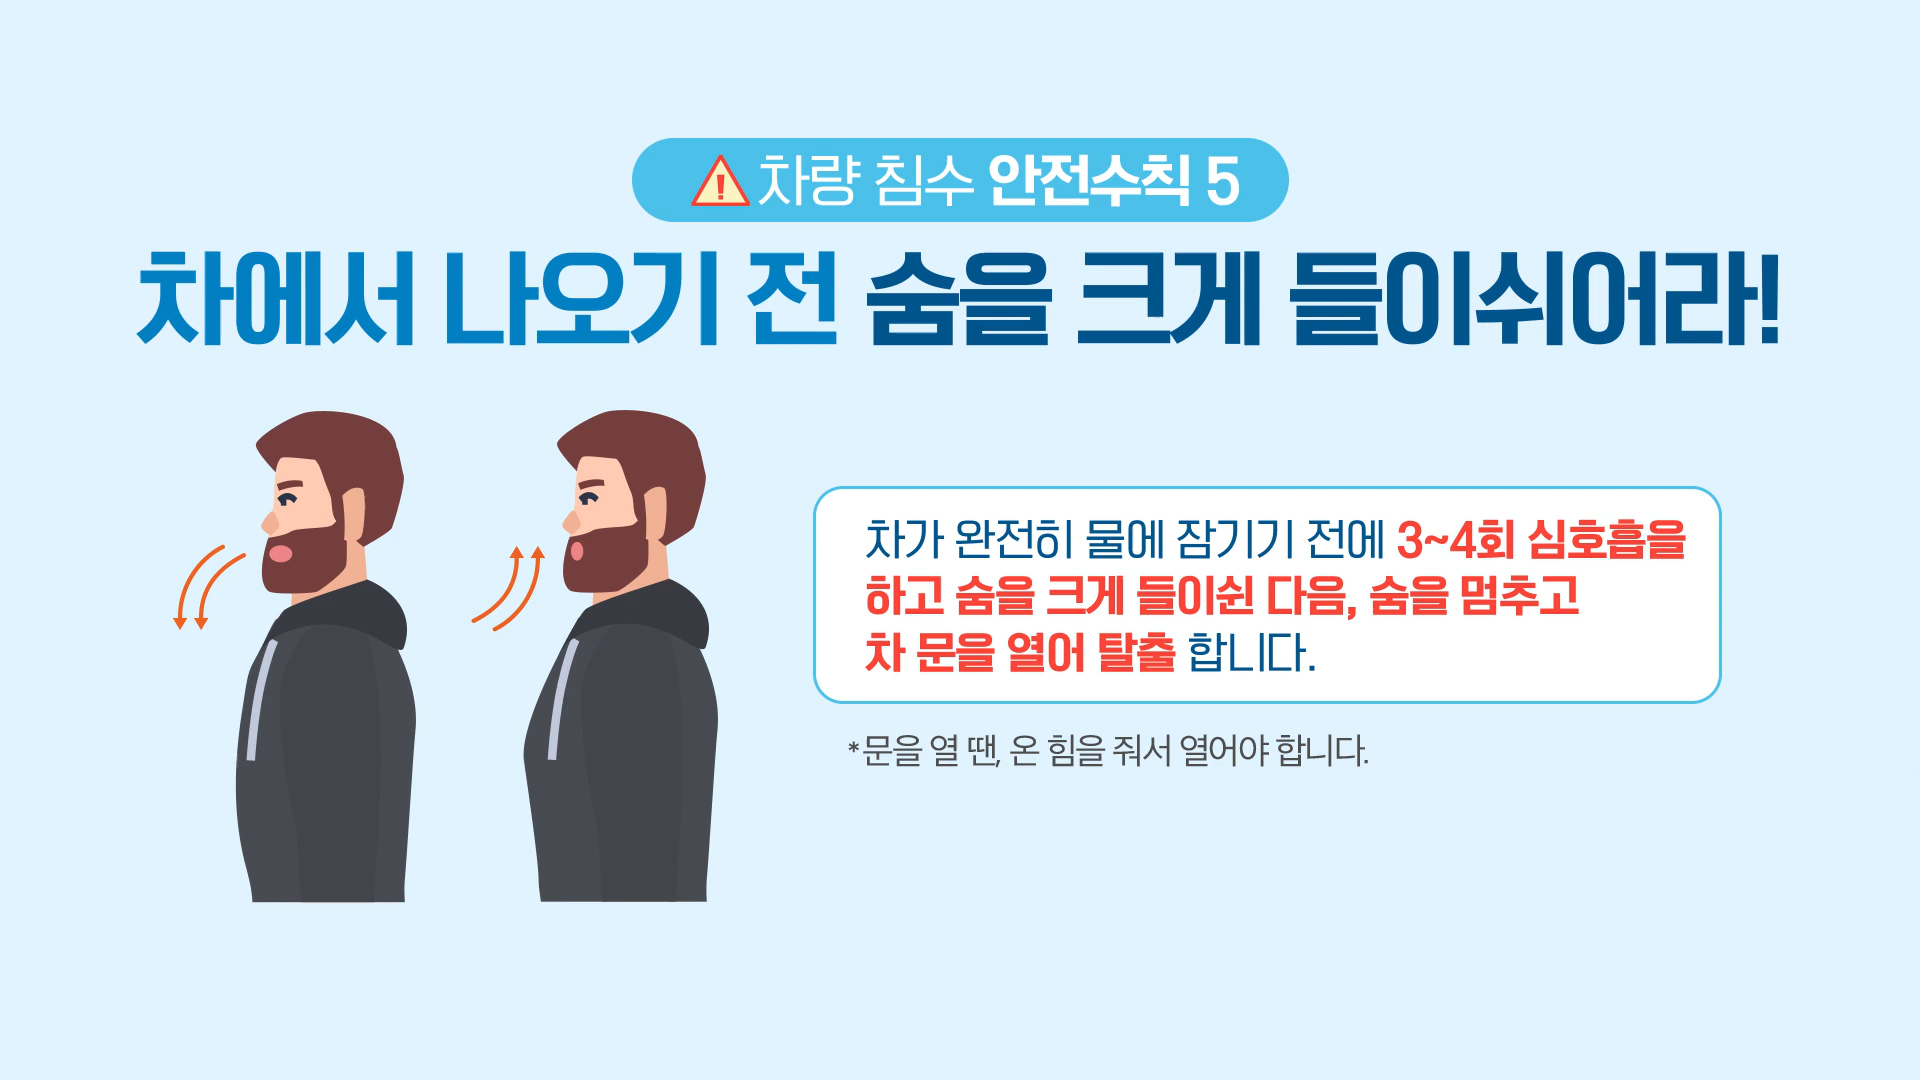 차량 침수 안전수칙 5
차에서 나오기 전 숨을 크게 들이쉬어라!
차가 완전히 물에 잠기기 전에 3~4회 심호흡을
하고 숨을 크게 들이쉰 다음, 숨을 멈추고
차 문을 열어 탈출 합니다.
*문을 열 땐, 온 힘을 줘서 열어야 합니다.